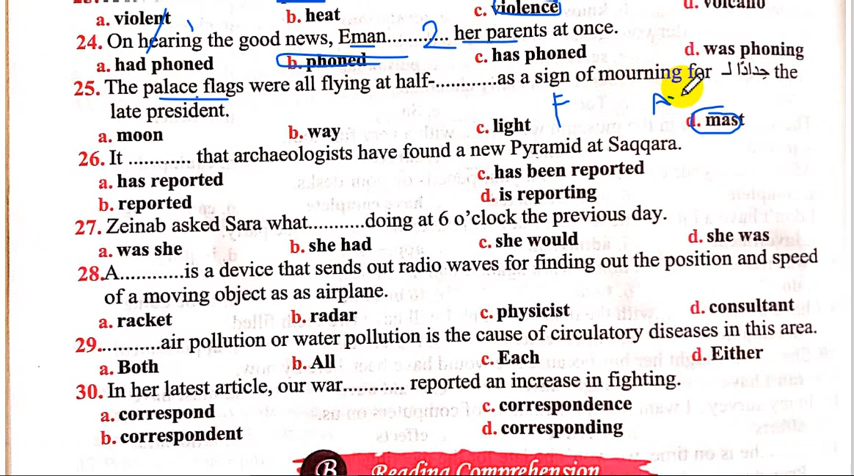 a. violent b. heat c. violence d. volcano
24. On hearing the good news, Eman.......2... her parents at once.
a. had phoned b. phoned c. has phoned d. was phoning
25. The palace flags were all flying at half-............as a sign of mourning for جدادًا لـ the
late president.
F A
a. moon b. way c. light d. mast
26. It ............ that archaeologists have found a new Pyramid at Saqqara.
a. has reported c. has been reported
b. reported d. is reporting
27. Zeinab asked Sara what...........doing at 6 o’clock the previous day.
a. was she b. she had c. she would d. she was
28.A.............is a device that sends out radio waves for finding out the position and speed
of a moving object as as airplane.
a. racket b. radar c. physicist d. consultant
29............air pollution or water pollution is the cause of circulatory diseases in this area.
a. Both b. All c. Each d. Either
30. In her latest article, our war............ reported an increase in fighting.
a. correspond c. correspondence
b. correspondent d. corresponding
B Reading Comprehension